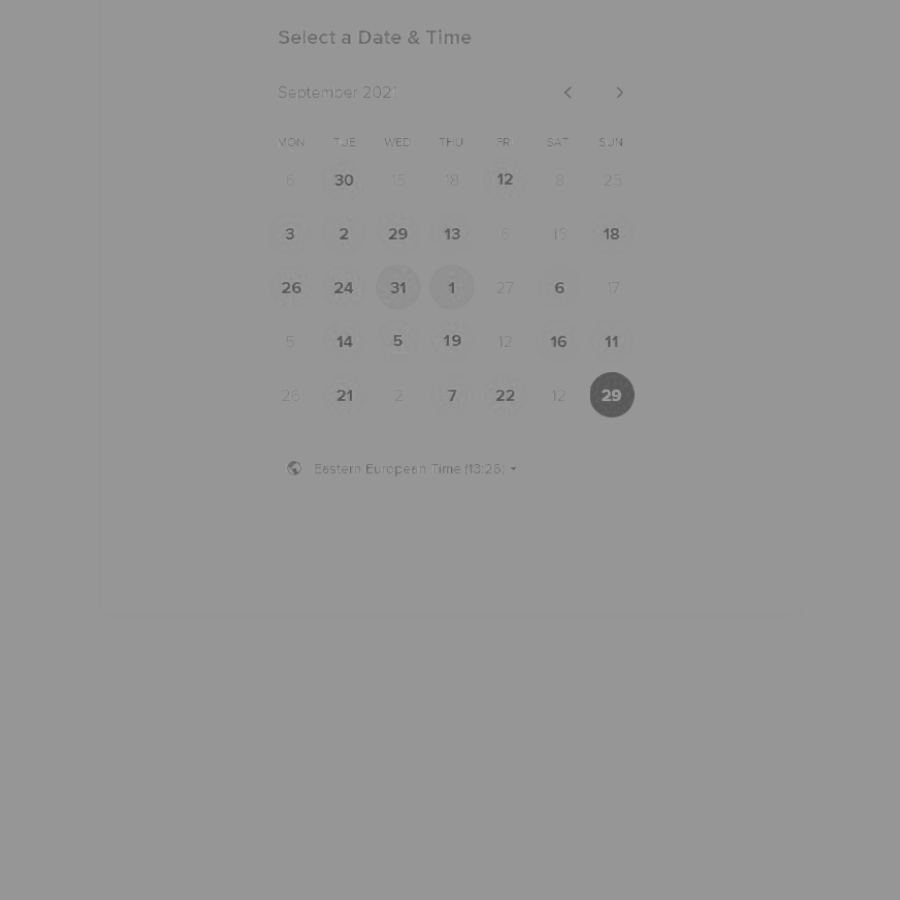 Select a Date & Time
September 2021
MON TUE WED THU FRI SAT SUN
6 30 15 18 12 8 25
3 2 29 13 6 15 18
26 24 31 1 27 6 17
5 14 5 19 12 16 11
26 21 2 7 22 12 29
Eastern European Time (13:26)